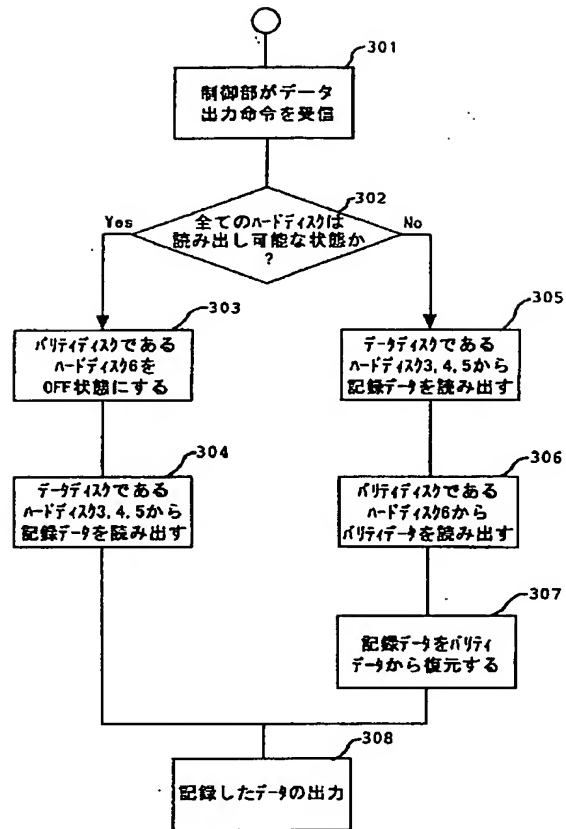 301
制御部がデータ
出力命令を受信
302
全てのハードディスクは
読み出し可能な状態か
?
Yes
No
303
パリティディスクである
ハードディスク6を
OFF状態にする
304
データディスクである
ハードディスク3,4,5から
記録データを読み出す
305
データディスクである
ハードディスク3,4,5から
記録データを読み出す
306
パリティディスクである
ハードディスク6から
パリティデータを読み出す
307
記録データをパリティ
データから復元する
308
記録したデータの出力